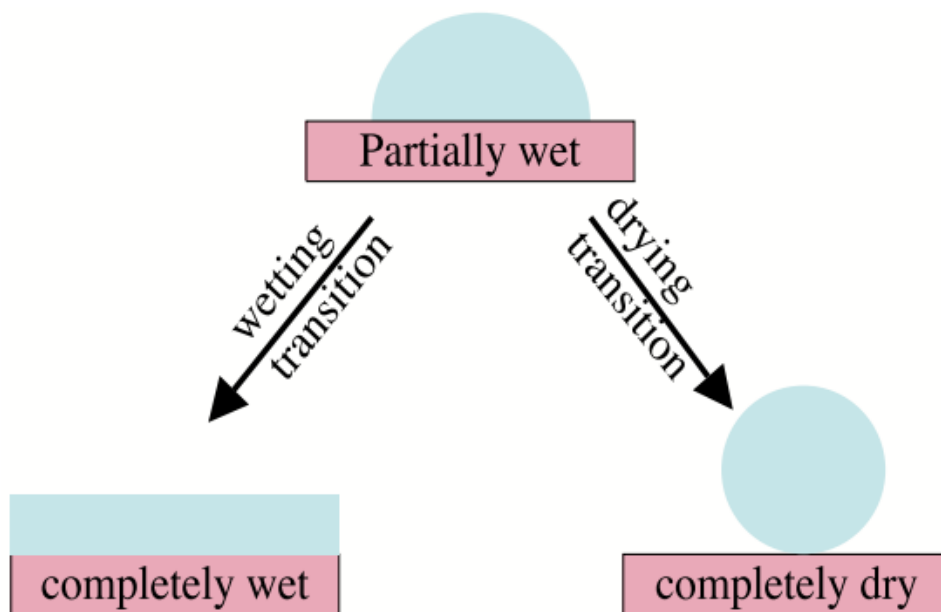 Partially wet
wetting
transition
drying
transition
completely wet
completely dry